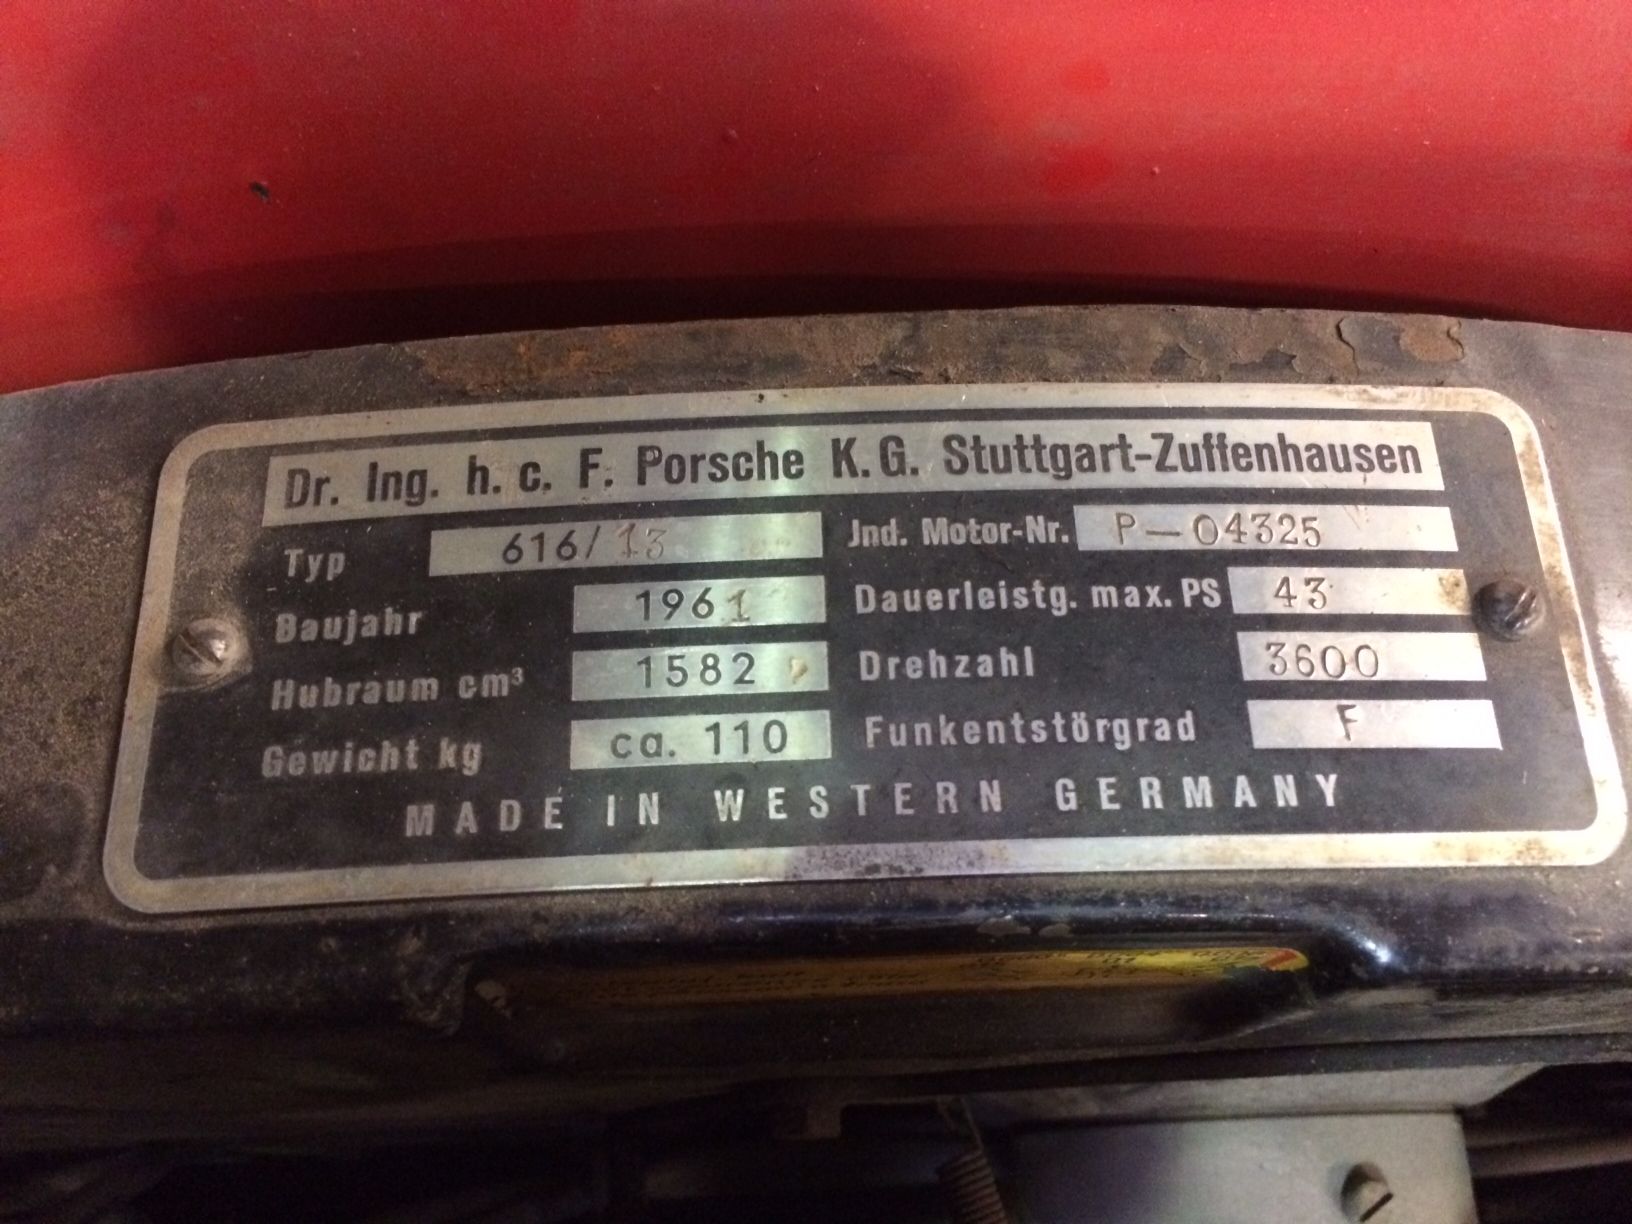 Dr. Ing. h. c. F. Porsche K.G. Stuttgart-Zuffenhausen
Typ 616/13 Jnd. Motor-Nr. P-04325
Baujahr 1961 Dauerleistg. max. PS 43
Hubraum cm³ 1582 Drehzahl 3600
Gewicht kg ca. 110 Funkentstörgrad F
MADE IN WESTERN GERMANY